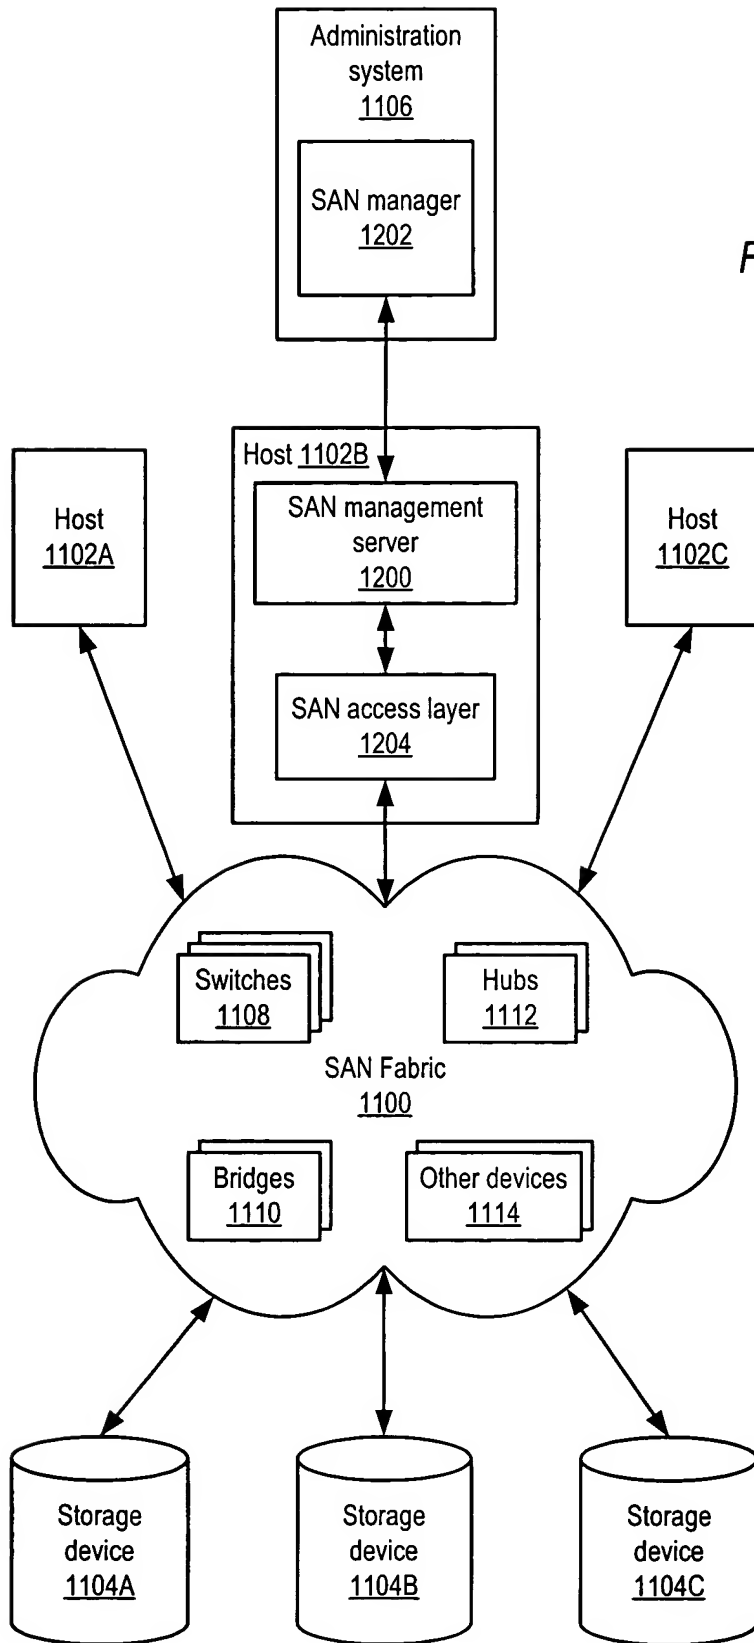 Administration
system
1106
SAN manager
1202
F
Host 1102B
SAN management
server
1200
Host
1102A
Host
1102C
SAN access layer
1204
Switches
1108
Hubs
1112
SAN Fabric
1100
Bridges
1110
Other devices
1114
Storage
device
1104A
Storage
device
1104B
Storage
device
1104C